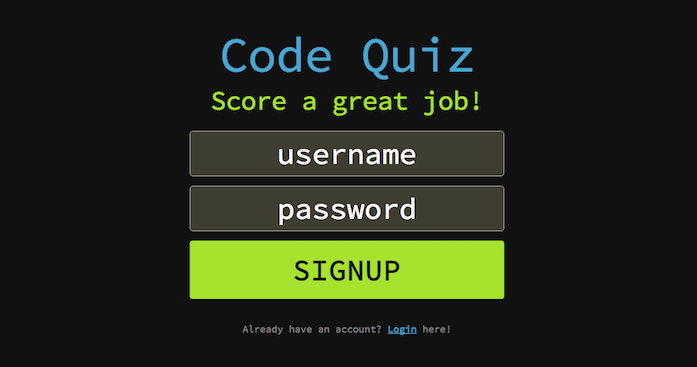 Code Quiz
Score a great job!
username
password
SIGNUP
Already have an account? Login here!